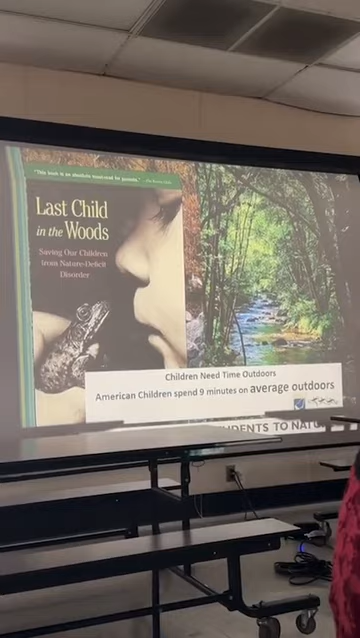 "This book is an absolute must-read for parents."
Last Child
in the Woods
Saving Our Children
from Nature-Deficit
Disorder
Children Need Time Outdoors
American Children spend 9 minutes on average outdoors
UDENTS TO NATU